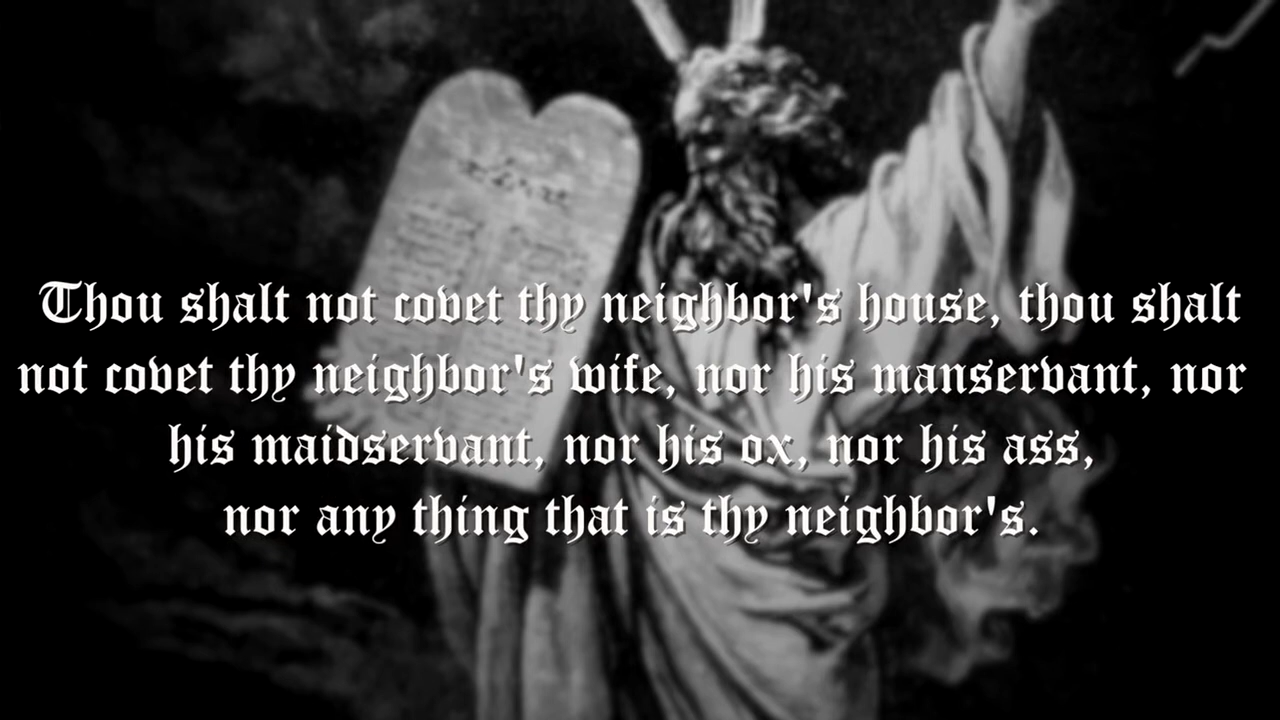 Thou shalt not covet thy neighbor's house, thou shalt
not covet thy neighbor's wife, nor his manservant, nor
his maidservant, nor his ox, nor his ass,
nor any thing that is thy neighbor's.